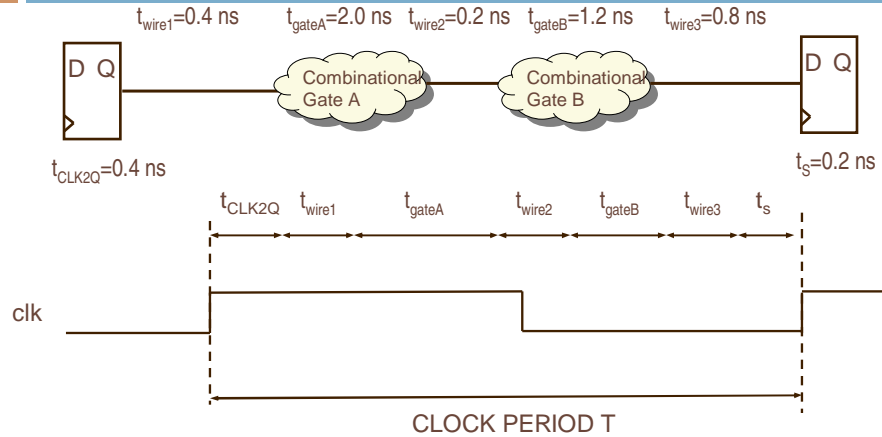 t_wire1=0.4 ns t_gateA=2.0 ns t_wire2=0.2 ns t_gateB=1.2 ns t_wire3=0.8 ns
D Q
Combinational
Gate A
Combinational
Gate B
D Q
t_CLK2Q=0.4 ns
t_S=0.2 ns
t_CLK2Q t_wire1 t_gateA t_wire2 t_gateB t_wire3 t_s
clk
CLOCK PERIOD T